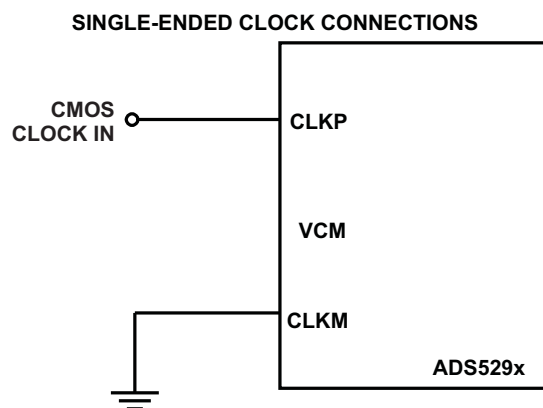 SINGLE-ENDED CLOCK CONNECTIONS
CMOS
CLOCK IN
CLKP
VCM
CLKM
ADS529x